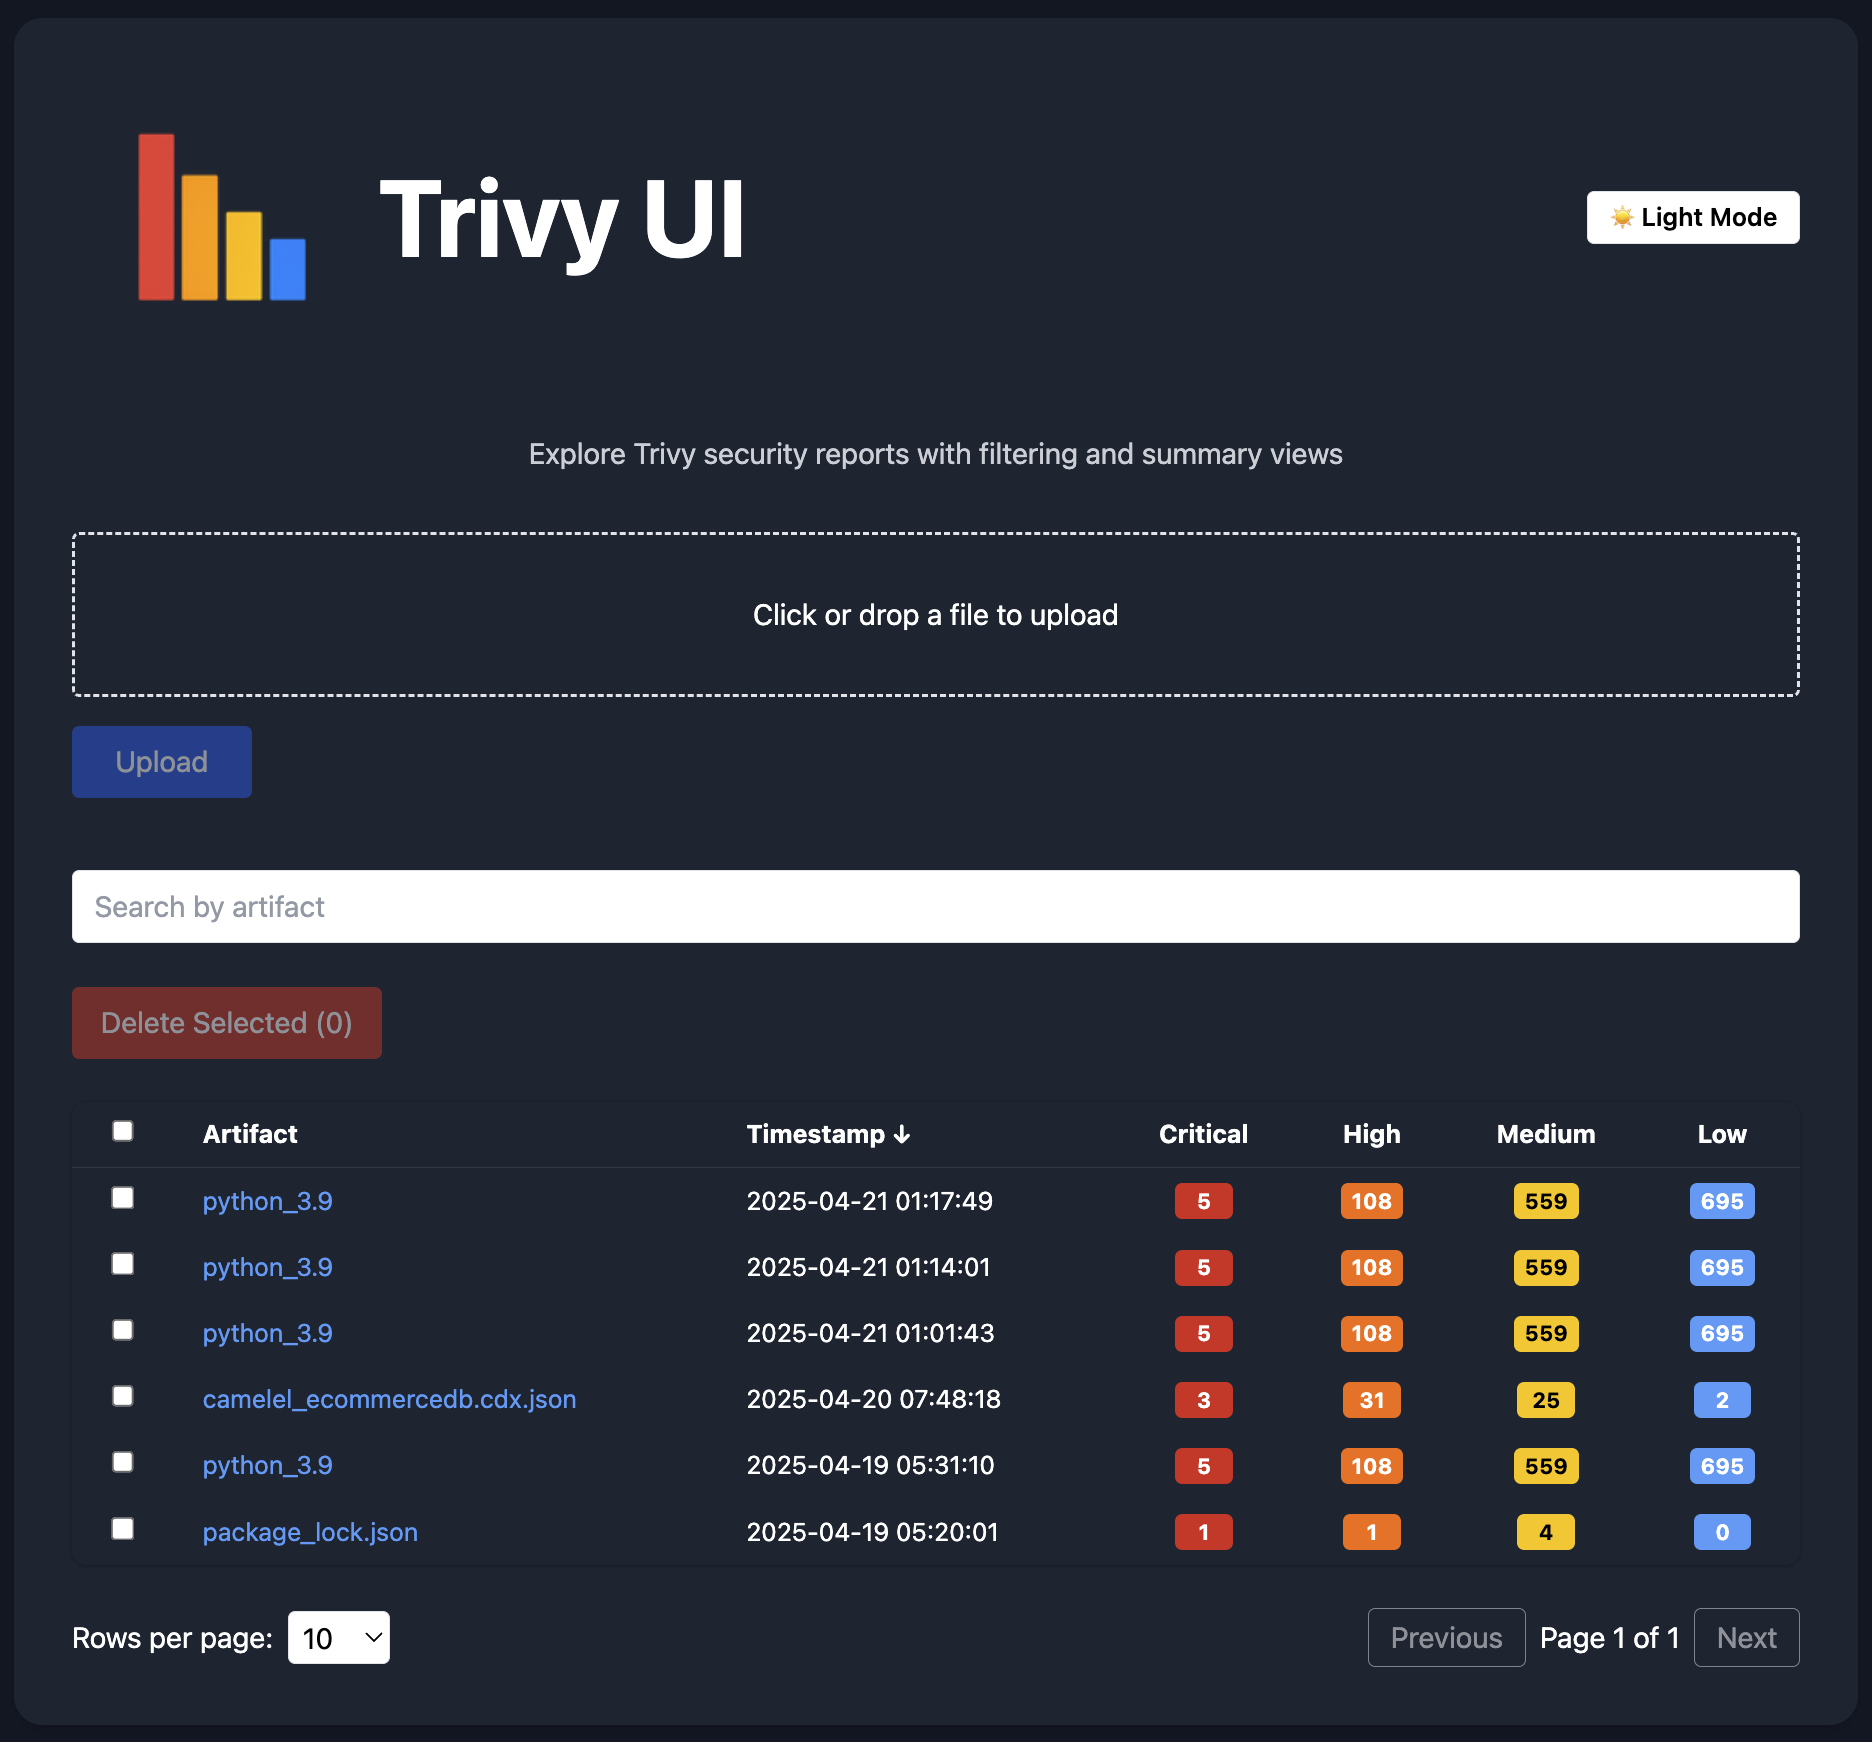 Trivy UI
☀️ Light Mode
Explore Trivy security reports with filtering and summary views
Click or drop a file to upload
Upload
Search by artifact
Delete Selected (0)
Artifact Timestamp ↓ Critical High Medium Low
python_3.9 2025-04-21 01:17:49 5 108 559 695
python_3.9 2025-04-21 01:14:01 5 108 559 695
python_3.9 2025-04-21 01:01:43 5 108 559 695
camelel_ecommercedb.cdx.json 2025-04-20 07:48:18 3 31 25 2
python_3.9 2025-04-19 05:31:10 5 108 559 695
package_lock.json 2025-04-19 05:20:01 1 1 4 0
Rows per page: 10 Previous Page 1 of 1 Next